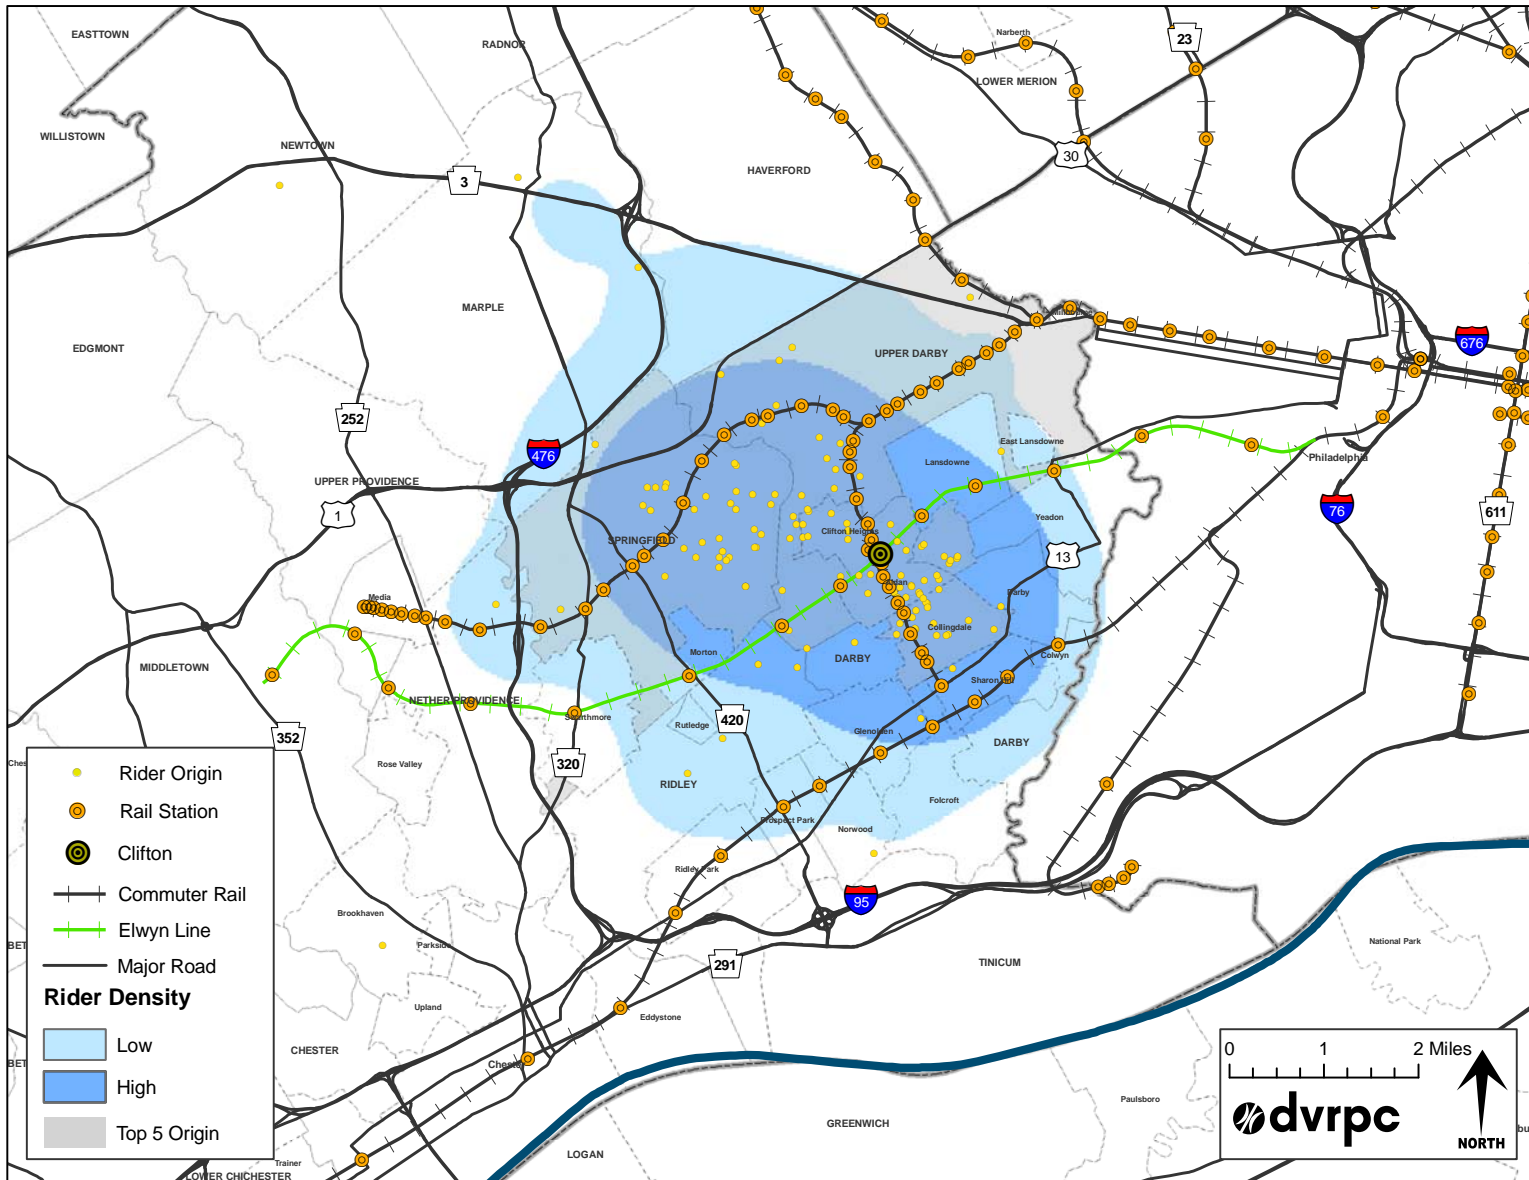 EASTTOWN
RADNOR
Narberth
23
LOWER MERION
WILLISTOWN
NEWTOWN
3
HAVERFORD
30
MARPLE
EDGMONT
UPPER DARBY
676
252
476
East Lansdowne
Lansdowne
Philadelphia
UPPER PROVIDENCE
1
76
611
Yeadon
Clifton Heights
SPRINGFIELD
13
Aldan
Darby
Media
Collingdale
MIDDLETOWN
Morton
DARBY
Colwyn
Sharon Hill
NETHER PROVIDENCE
Swarthmore
Rutledge
420
Glenolden
DARBY
352
320
Rose Valley
RIDLEY
Folcroft
Prospect Park
Norwood
Ridley Park
95
Brookhaven
Parkside
National Park
291
TINICUM
Upland
Eddystone
CHESTER
Chester
Paulsboro
GREENWICH
LOGAN
Trainer
LOWER CHICHESTER
Rider Origin
Rail Station
Clifton
Commuter Rail
Elwyn Line
Major Road
Rider Density
Low
High
Top 5 Origin
0 1 2 Miles
dvrpc
NORTH